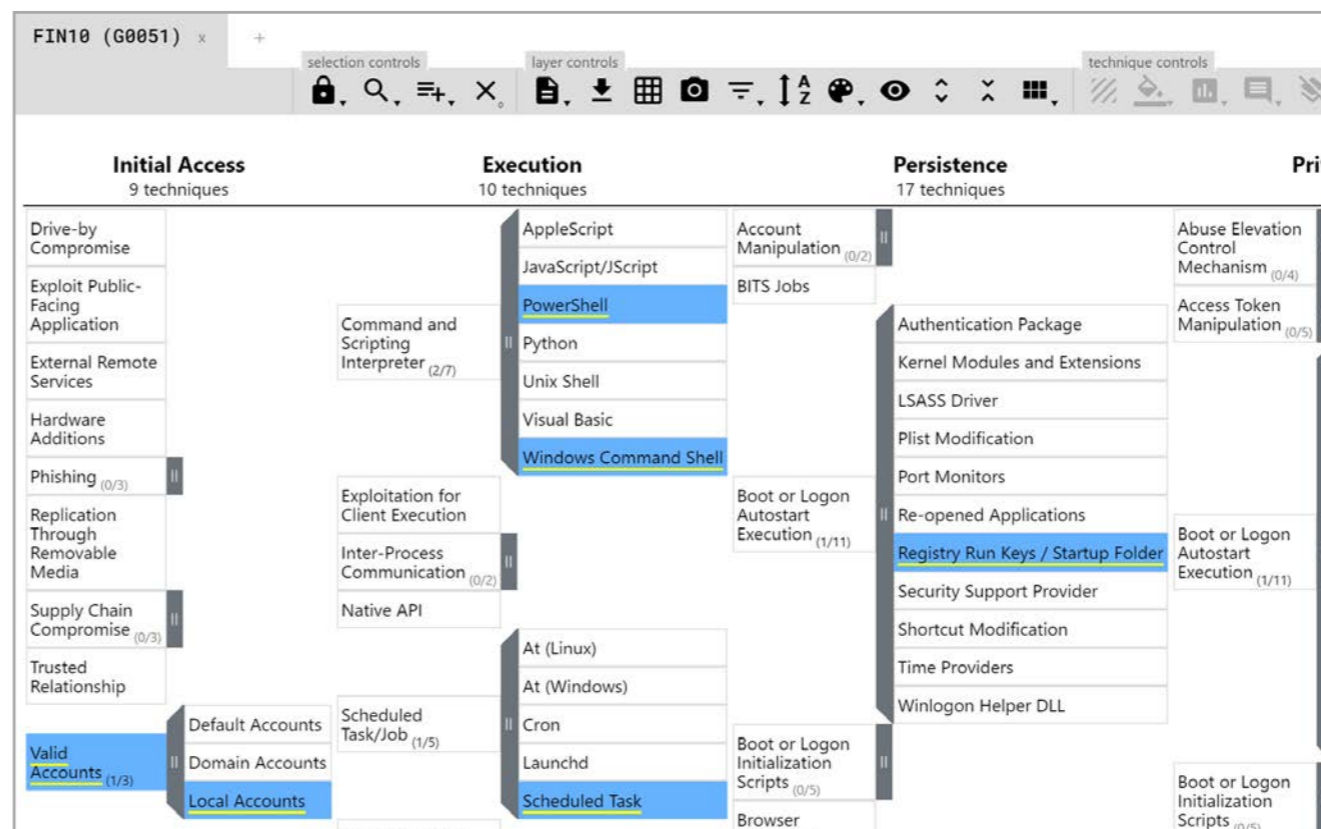 FIN10 (G0051) x +
selection controls
layer controls
technique controls
Initial Access
9 techniques
Drive-by
Compromise
Exploit Public-
Facing
Application
External Remote
Services
Hardware
Additions
Phishing (0/3)
Replication
Through
Removable
Media
Supply Chain
Compromise (0/3)
Trusted
Relationship
Valid
Accounts (1/3)
Default Accounts
Domain Accounts
Local Accounts
Execution
10 techniques
Command and
Scripting
Interpreter (2/7)
AppleScript
JavaScript/JScript
PowerShell
Python
Unix Shell
Visual Basic
Windows Command Shell
Exploitation for
Client Execution
Inter-Process
Communication (0/2)
Native API
Scheduled
Task/Job (1/5)
At (Linux)
At (Windows)
Cron
Launchd
Scheduled Task
Persistence
17 techniques
Account
Manipulation (0/2)
BITS Jobs
Boot or Logon
Autostart
Execution (1/11)
Authentication Package
Kernel Modules and Extensions
LSASS Driver
Plist Modification
Port Monitors
Re-opened Applications
Registry Run Keys / Startup Folder
Security Support Provider
Shortcut Modification
Time Providers
Winlogon Helper DLL
Boot or Logon
Initialization
Scripts (0/5)
Browser
Pri
Abuse Elevation
Control
Mechanism (0/4)
Access Token
Manipulation (0/5)
Boot or Logon
Autostart
Execution (1/11)
Boot or Logon
Initialization
Scripts (0/5)